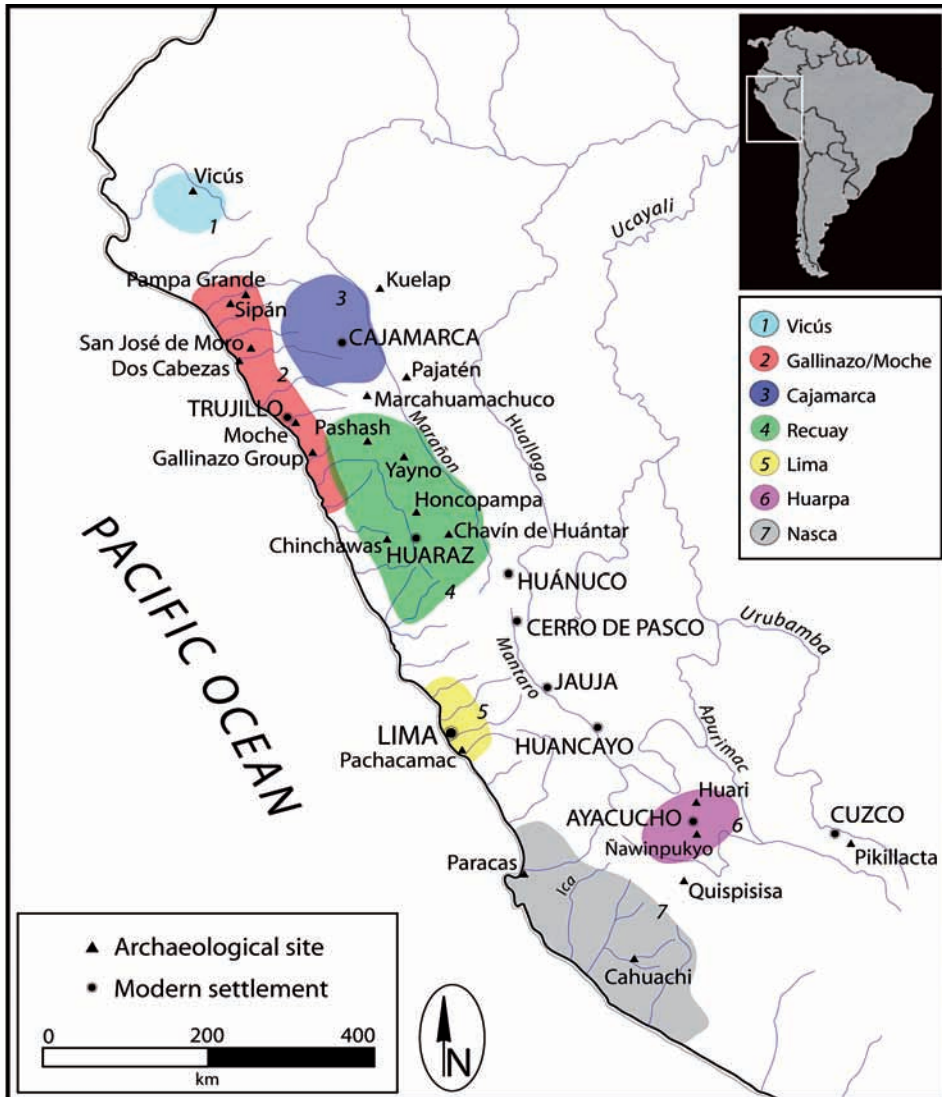 Vicús
1
Ucayali
Pampa Grande
Sipán
3
Kuelap
CAJAMARCA
San José de Moro
Dos Cabezas
2
Pajatén
TRUJILLO
Marcahuamachuco
Moche
Pashash
Marañon
Huallaga
Gallinazo Group
Yayno
Honcopampa
Chinchawas
Chavín de Huántar
HUARAZ
4
HUÁNUCO
CERRO DE PASCO
Urubamba
Mantaro
JAUJA
5
LIMA
HUANCAYO
Apurimac
Pachacamac
Huari
AYACUCHO
6
CUZCO
Ñawinpukyo
Pikillacta
Paracas
Ica
Quispisisa
7
Cahuachi
PACIFIC OCEAN
1 Vicús
2 Gallinazo/Moche
3 Cajamarca
4 Recuay
5 Lima
6 Huarpa
7 Nasca
Archaeological site
Modern settlement
0 200 400
km
N